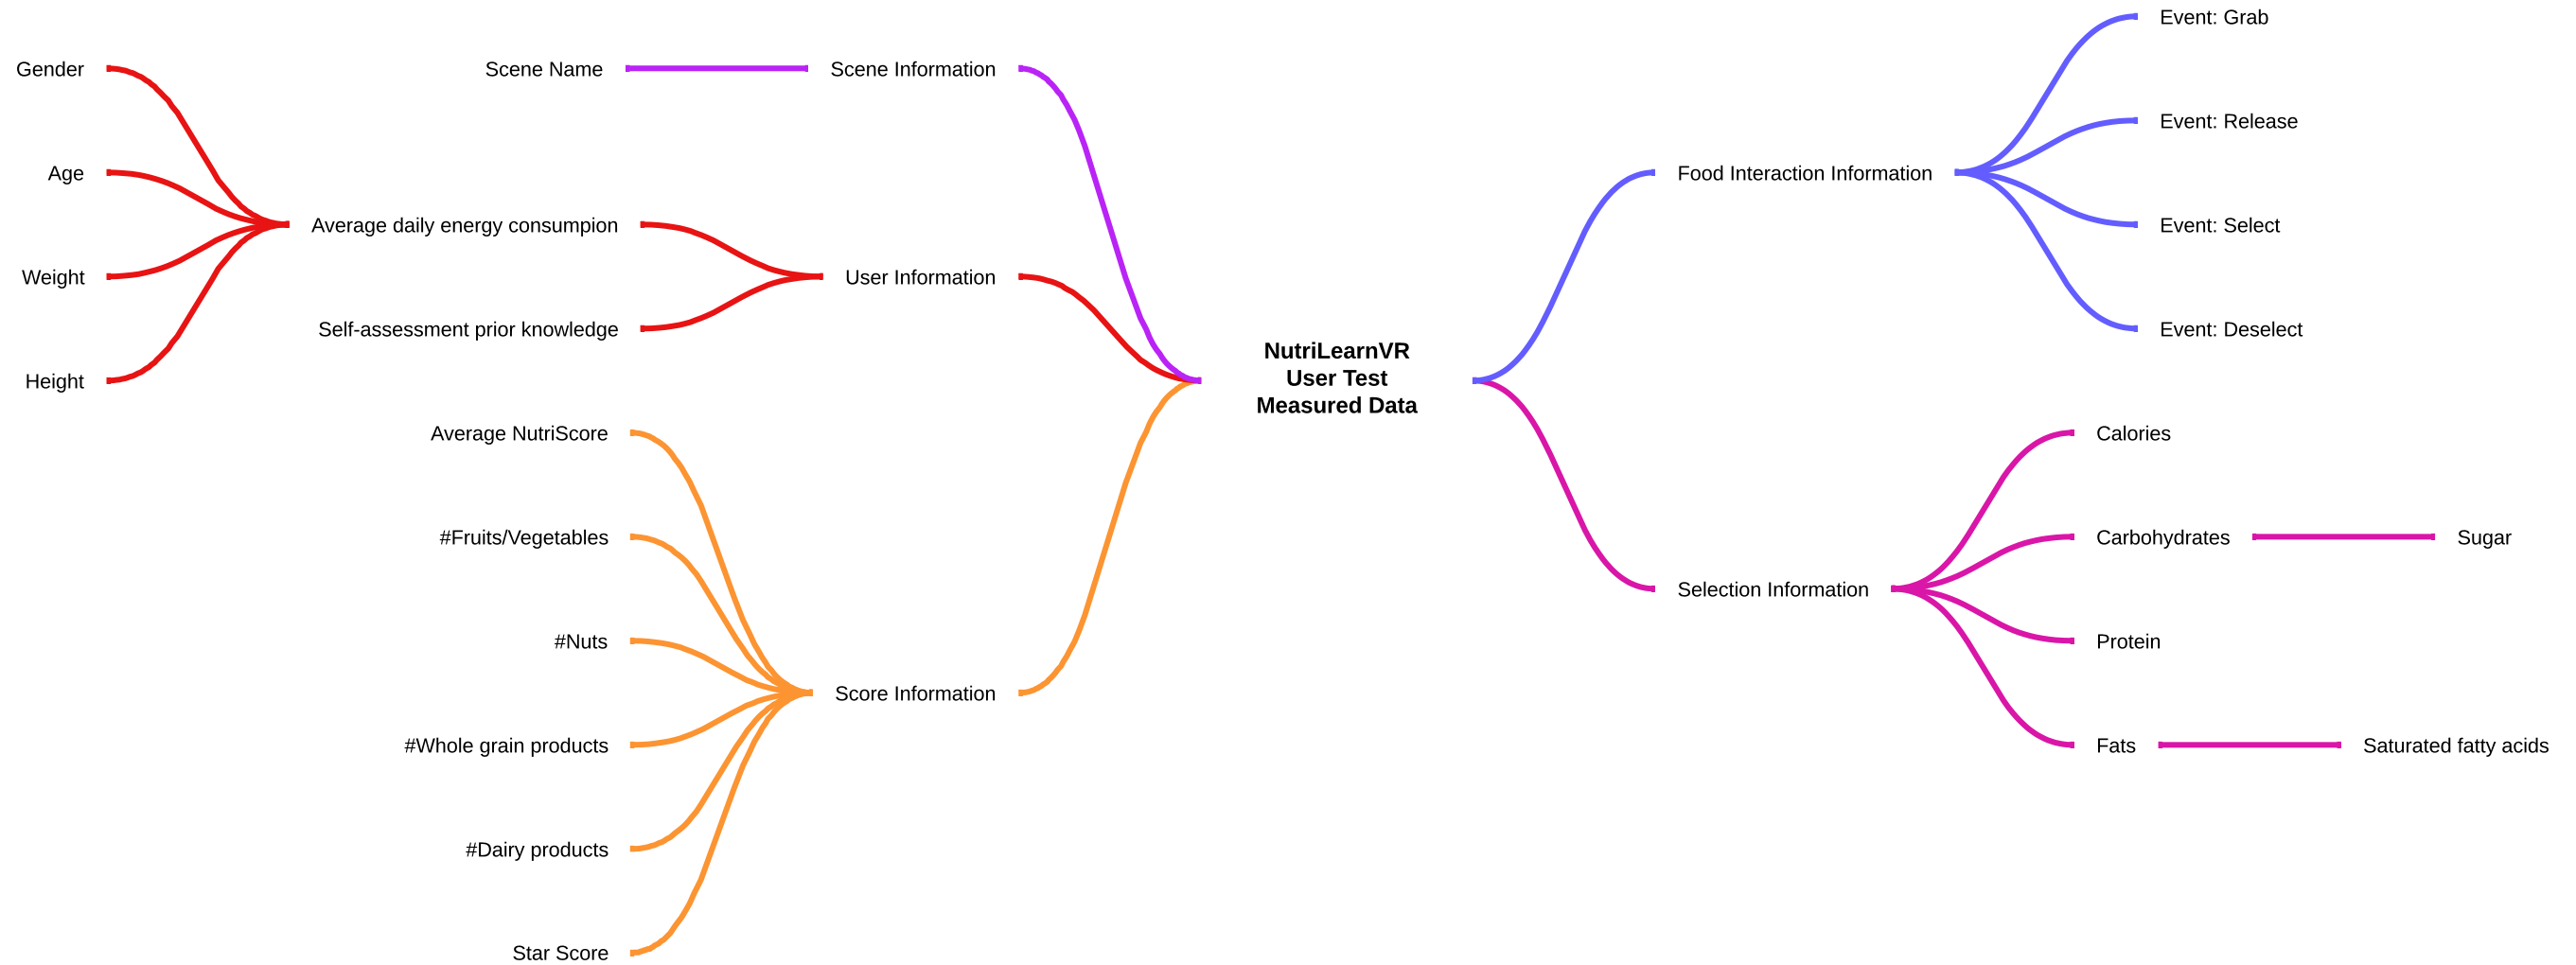 NutriLearnVR
User Test
Measured Data
Scene Information
Scene Name
User Information
Average daily energy consumpion
Gender
Age
Weight
Height
Self-assessment prior knowledge
Score Information
Average NutriScore
#Fruits/Vegetables
#Nuts
#Whole grain products
#Dairy products
Star Score
Food Interaction Information
Event: Grab
Event: Release
Event: Select
Event: Deselect
Selection Information
Calories
Carbohydrates
Sugar
Protein
Fats
Saturated fatty acids